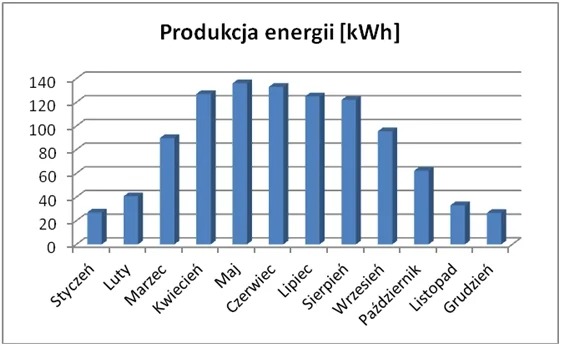 Produkcja energii [kWh]
140
120
100
80
60
40
20
0
Styczeń
Luty
Marzec
Kwiecień
Maj
Czerwiec
Lipiec
Sierpień
Wrzesień
Październik
Listopad
Grudzień